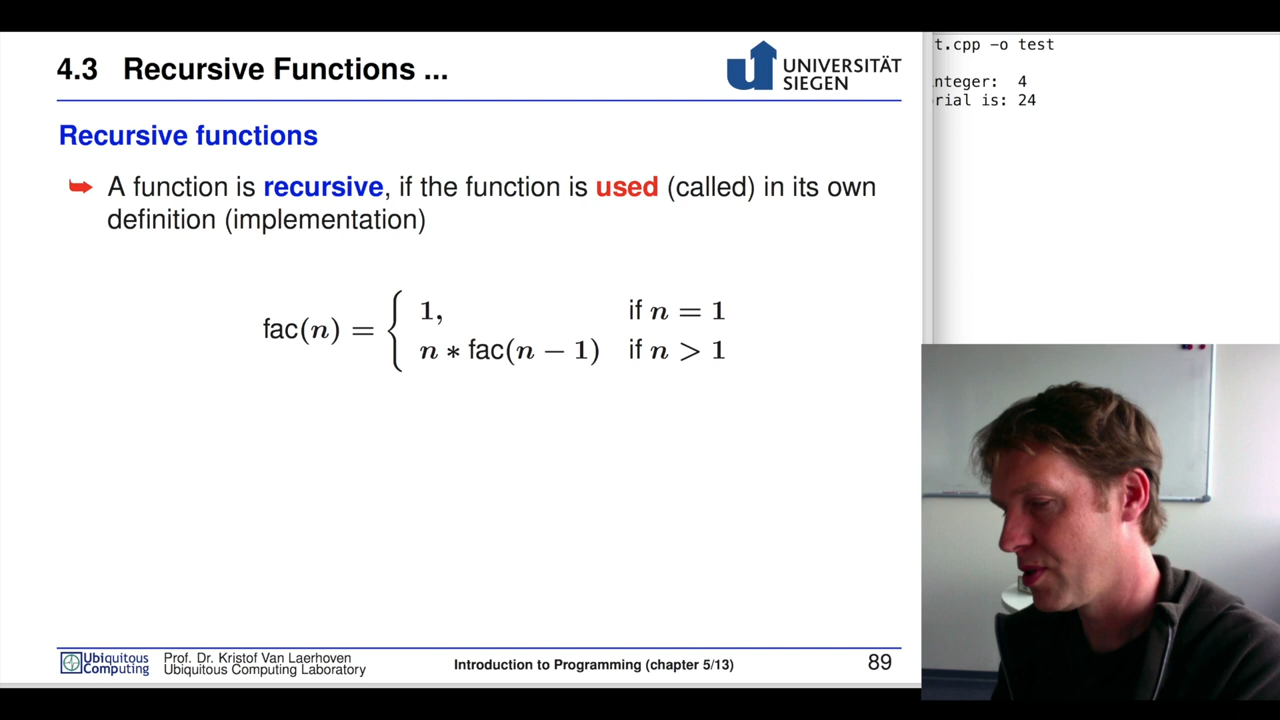 4.3 Recursive Functions ...
UNIVERSITÄT
SIEGEN
Recursive functions
➥ A function is recursive, if the function is used (called) in its own
definition (implementation)
fac(n) = { 1, if n = 1
n * fac(n − 1) if n > 1
Ubiquitous
Computing
Prof. Dr. Kristof Van Laerhoven
Ubiquitous Computing Laboratory
Introduction to Programming (chapter 5/13)
89
t.cpp -o test
nteger: 4
rial is: 24